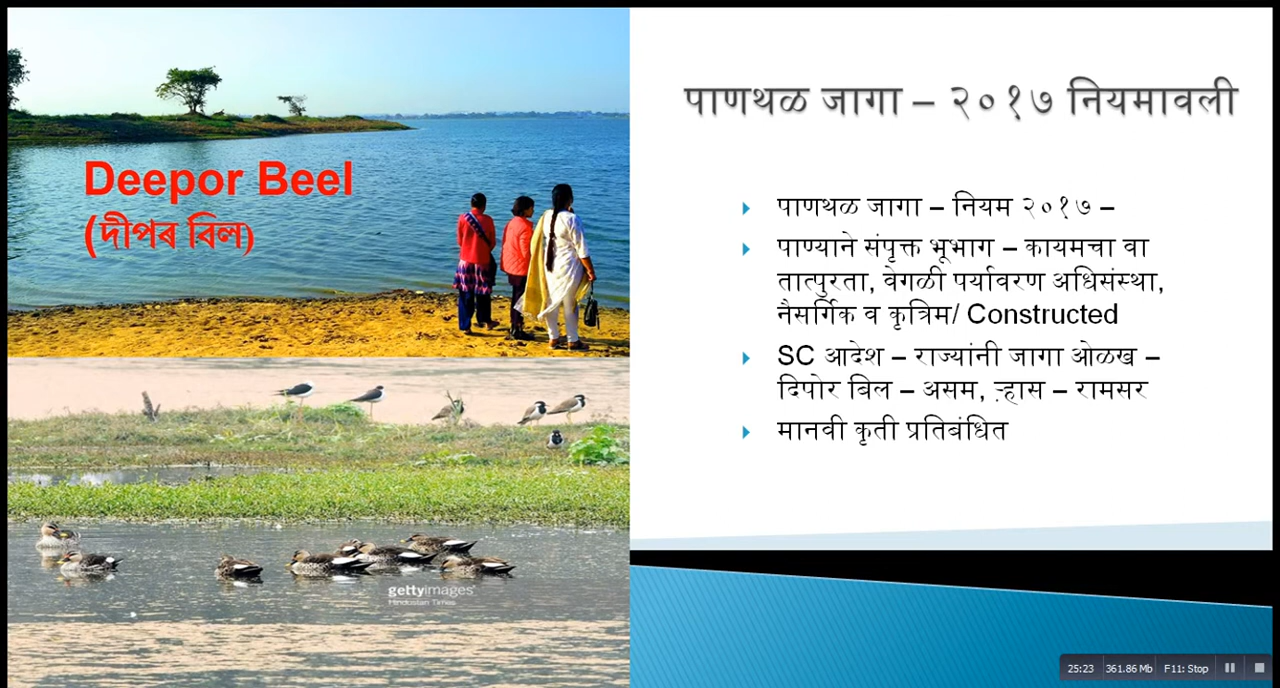 Deepor Beel
(দীপৰ বিল)
gettyimages®
Hindustan Times
पाणथळ जागा – २०१७ नियमावली
पाणथळ जागा – नियम २०१७ –
पाण्याने संपृक्त भूभाग – कायमचा वा
तात्पुरता, वेगळी पर्यावरण अधिसंस्था,
नैसर्गिक व कृत्रिम/ Constructed
SC आदेश – राज्यांनी जागा ओळख –
दिपोर बिल – असम, ऱ्हास – रामसर
मानवी कृती प्रतिबंधित
25:23 361.86 Mb F11: Stop